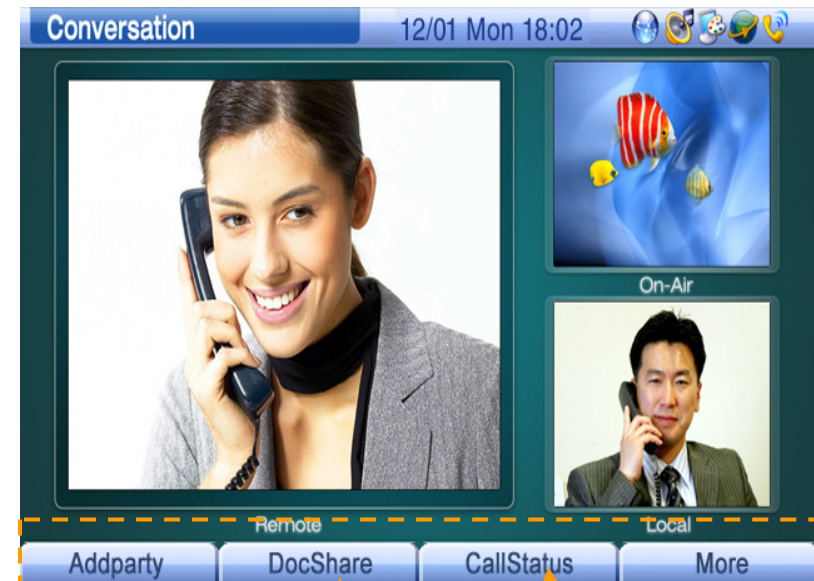 Conversation 12/01 Mon 18:02
On-Air
Remote Local
Addparty DocShare CallStatus More